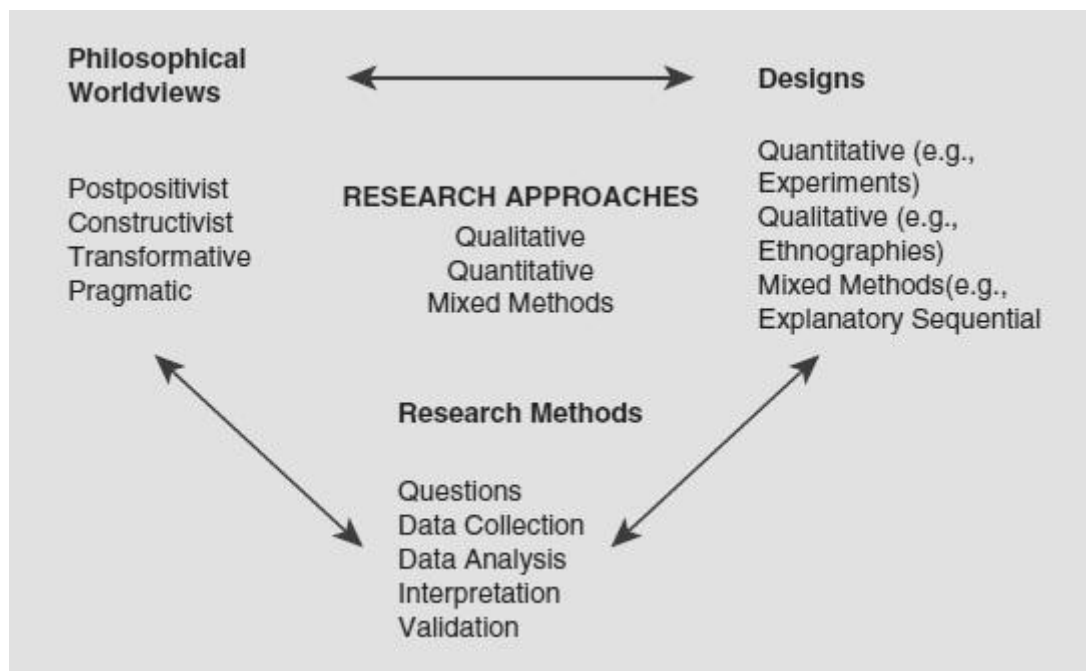 Philosophical
Worldviews
Designs
Postpositivist
Constructivist
Transformative
Pragmatic
RESEARCH APPROACHES
Qualitative
Quantitative
Mixed Methods
Quantitative (e.g.,
Experiments)
Qualitative (e.g.,
Ethnographies)
Mixed Methods(e.g.,
Explanatory Sequential
Research Methods
Questions
Data Collection
Data Analysis
Interpretation
Validation